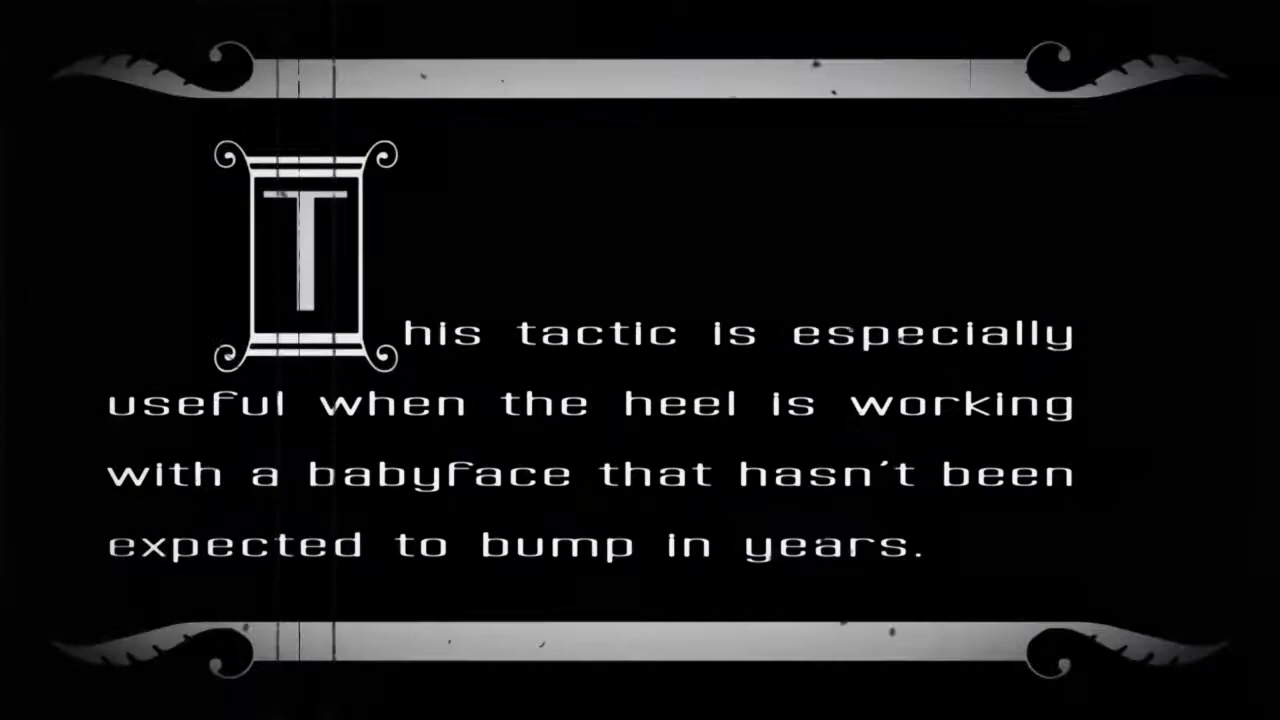 This tactic is especially
useful when the heel is working
with a babyface that hasn't been
expected to bump in years.